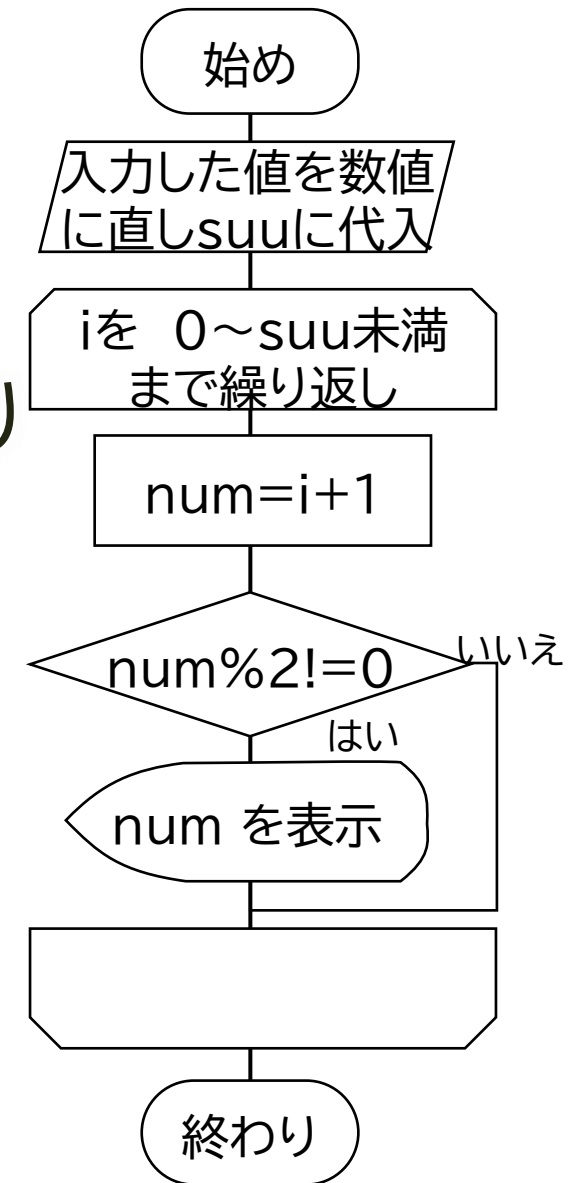 始め
入力した値を数値
に直しsuuに代入
iを 0～suu未満
まで繰り返し
num=i+1
num%2!=0
いいえ
はい
num を表示
終わり